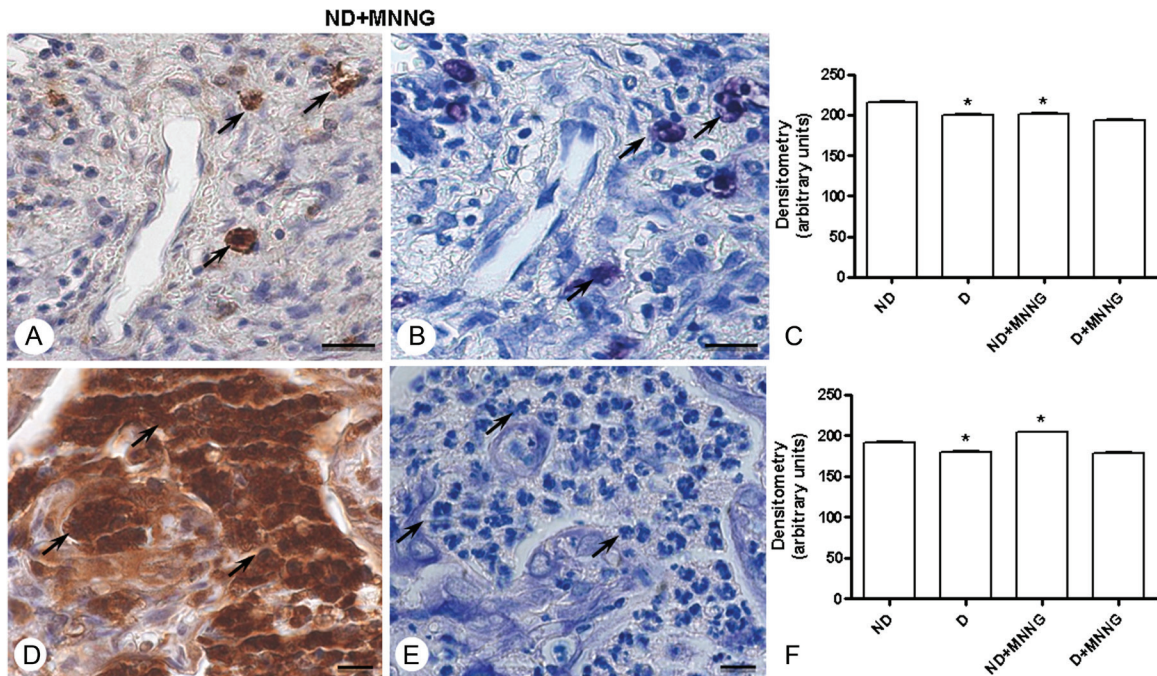 ND+MNNG
A
B
Densitometry
(arbitrary units)
250
200
150
100
50
0
*
*
ND
D
ND+MNNG
D+MNNG
C
D
E
Densitometry
(arbitrary units)
250
200
150
100
50
0
*
*
ND
D
ND+MNNG
D+MNNG
F